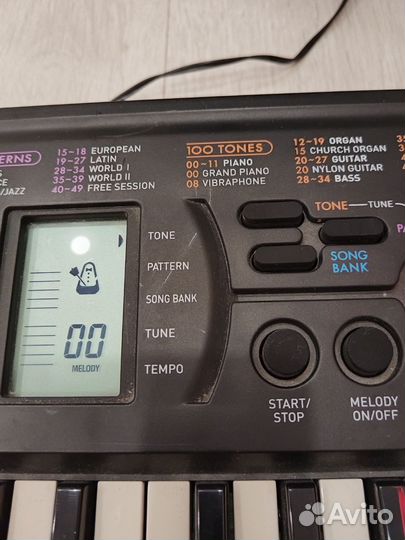 ERNS
15~18 EUROPEAN
19~27 LATIN
28~34 WORLD I
/JAZZ
35~39 WORLD II
40~49 FREE SESSION
100 TONES
00~11 PIANO
00 GRAND PIANO
08 VIBRAPHONE
12~19 ORGAN
15 CHURCH ORGAN
20~27 GUITAR
20 NYLON GUITAR
28~34 BASS
TONE
TUNE
PA
SONG
BANK
TONE
PATTERN
SONG BANK
TUNE
TEMPO
00
MELODY
START/
STOP
MELODY
ON/OFF
Avito